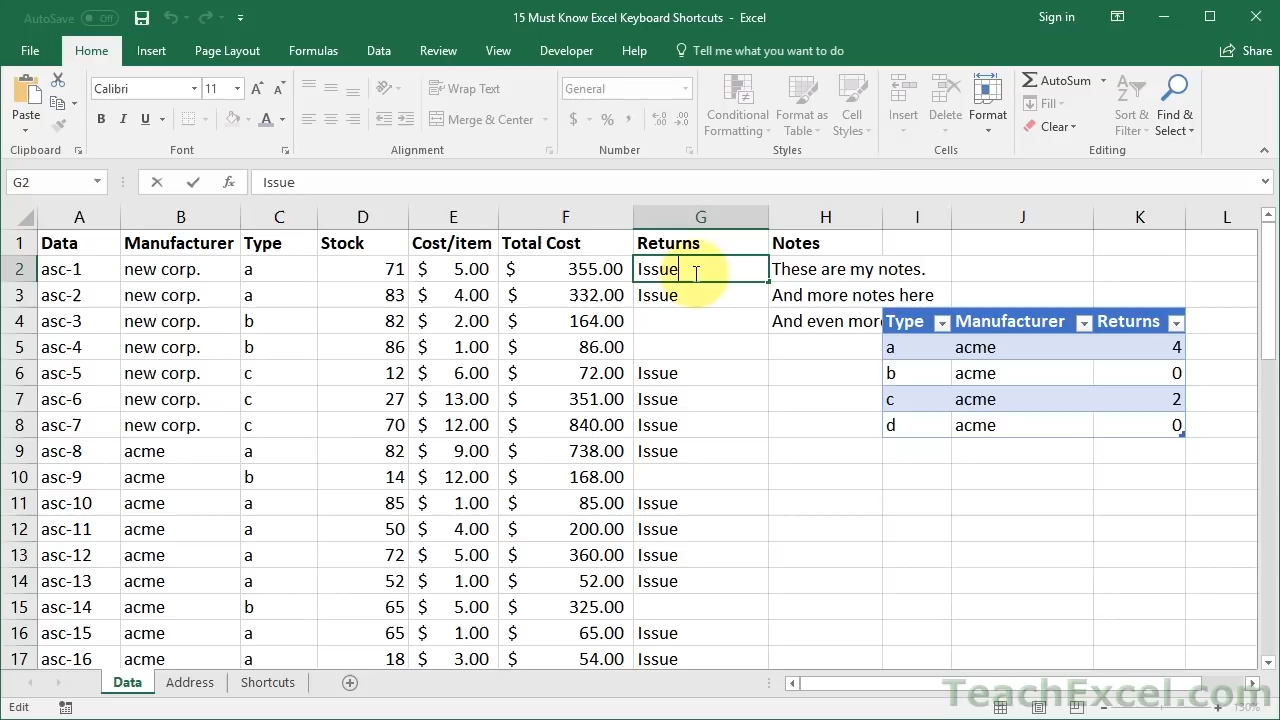 AutoSave Off
15 Must Know Excel Keyboard Shortcuts - Excel
Sign in
File Home Insert Page Layout Formulas Data Review View Developer Help Tell me what you want to do Share
Calibri 11 Wrap Text General AutoSum
Fill
Paste B I U Merge & Center $ % , Conditional Formatting Format as Table Cell Styles Insert Delete Format Clear Sort & Filter Find & Select
Clipboard Font Alignment Number Styles Cells Editing
G2 fx Issue
A B C D E F G H I J K L
1 Data Manufacturer Type Stock Cost/item Total Cost Returns Notes
2 asc-1 new corp. a 71 $ 5.00 $ 355.00 Issue These are my notes.
3 asc-2 new corp. a 83 $ 4.00 $ 332.00 Issue And more notes here
4 asc-3 new corp. b 82 $ 2.00 $ 164.00 And even more Type Manufacturer Returns
5 asc-4 new corp. b 86 $ 1.00 $ 86.00 a acme 4
6 asc-5 new corp. c 12 $ 6.00 $ 72.00 Issue b acme 0
7 asc-6 new corp. c 27 $ 13.00 $ 351.00 Issue c acme 2
8 asc-7 new corp. c 70 $ 12.00 $ 840.00 Issue d acme 0
9 asc-8 acme a 82 $ 9.00 $ 738.00 Issue
10 asc-9 acme b 14 $ 12.00 $ 168.00
11 asc-10 acme a 85 $ 1.00 $ 85.00 Issue
12 asc-11 acme a 50 $ 4.00 $ 200.00 Issue
13 asc-12 acme a 72 $ 5.00 $ 360.00 Issue
14 asc-13 acme a 52 $ 1.00 $ 52.00 Issue
15 asc-14 acme b 65 $ 5.00 $ 325.00
16 asc-15 acme a 65 $ 1.00 $ 65.00 Issue
17 asc-16 acme a 18 $ 3.00 $ 54.00 Issue
Data Address Shortcuts
TeachExcel.com
Edit 130%